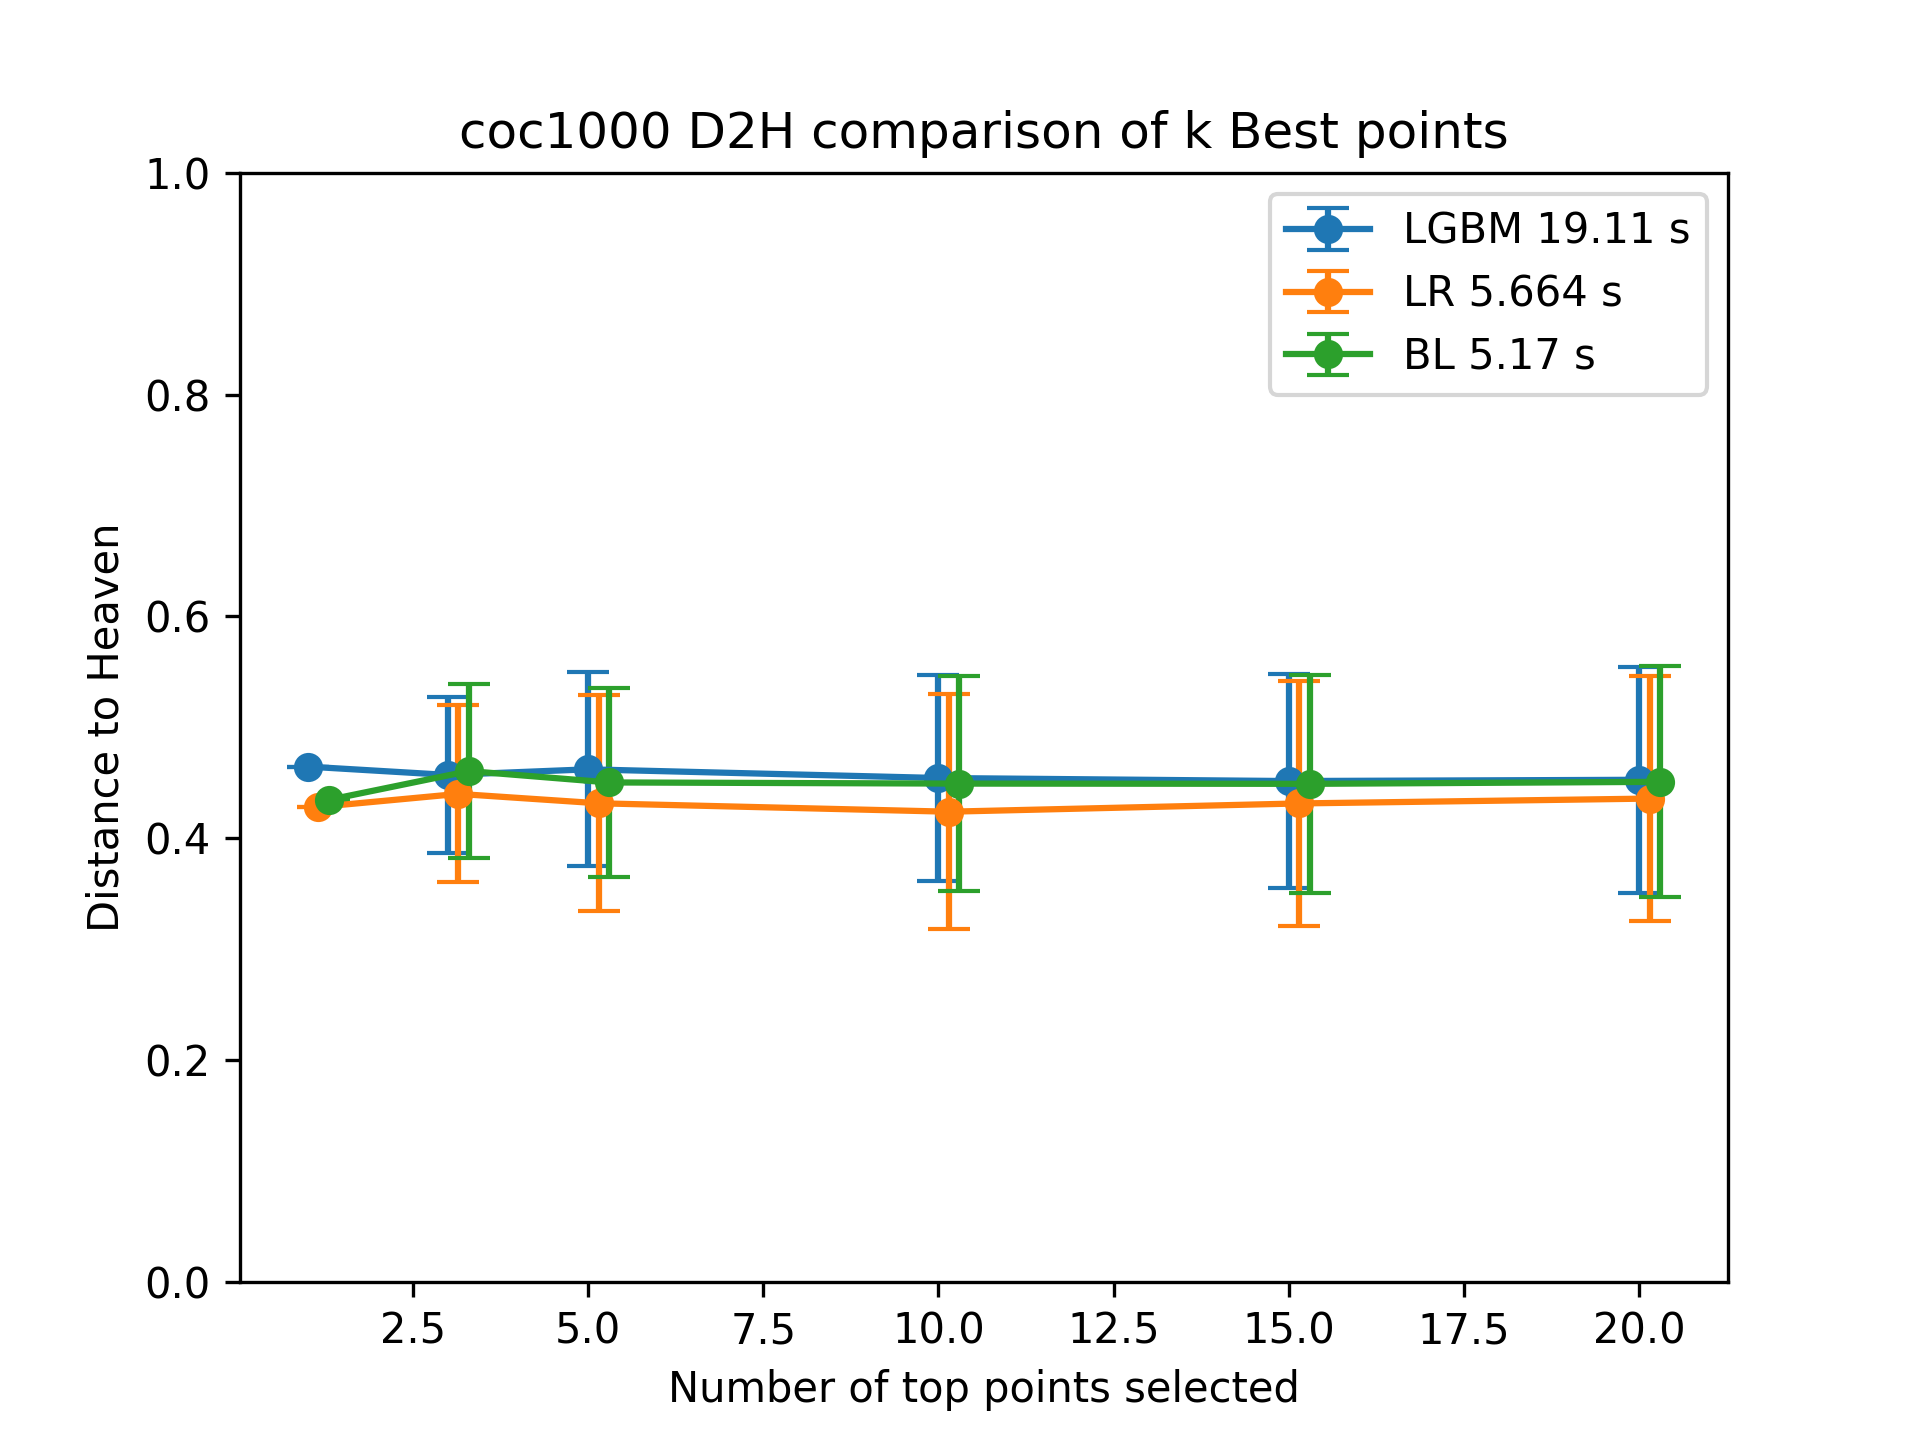 coc1000 D2H comparison of k Best points
1.0
0.8
0.6
0.4
0.2
0.0
Distance to Heaven
LGBM 19.11 s
LR 5.664 s
BL 5.17 s
2.5 5.0 7.5 10.0 12.5 15.0 17.5 20.0
Number of top points selected